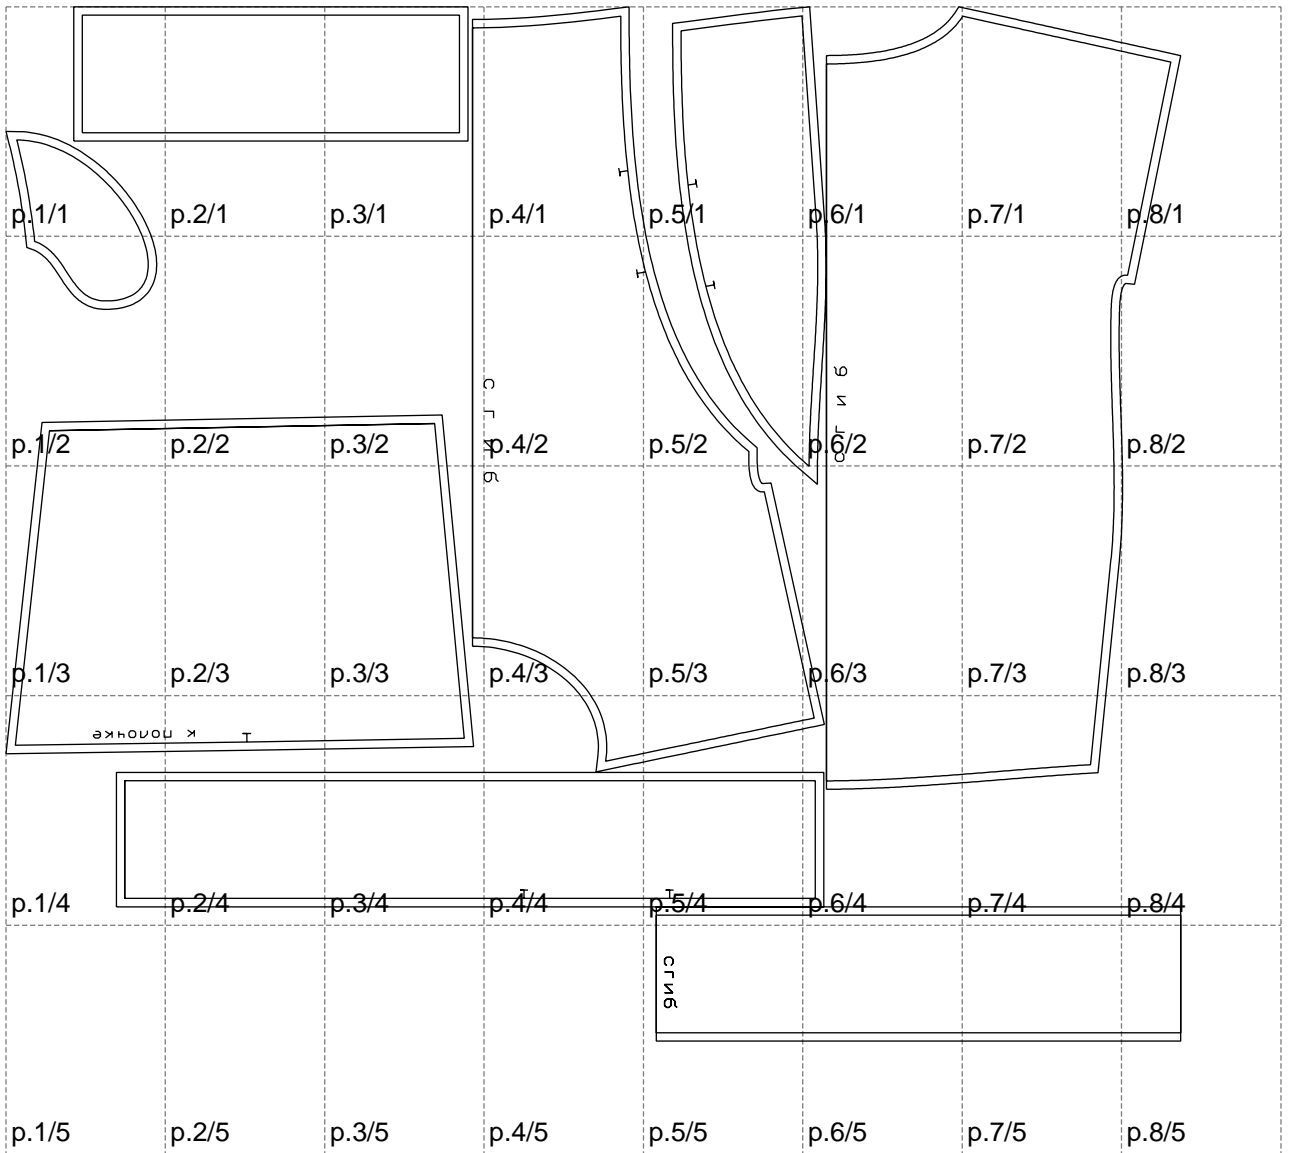 p.1/1 p.2/1 p.3/1 p.4/1 p.5/1 p.6/1 p.7/1 p.8/1
сгиб
сгиб
p.1/2 p.2/2 p.3/2 p.4/2 p.5/2 p.6/2 p.7/2 p.8/2
p.1/3 p.2/3 p.3/3 p.4/3 p.5/3 p.6/3 p.7/3 p.8/3
к полочке
p.1/4 p.2/4 p.3/4 p.4/4 p.5/4 p.6/4 p.7/4 p.8/4
сгиб
p.1/5 p.2/5 p.3/5 p.4/5 p.5/5 p.6/5 p.7/5 p.8/5